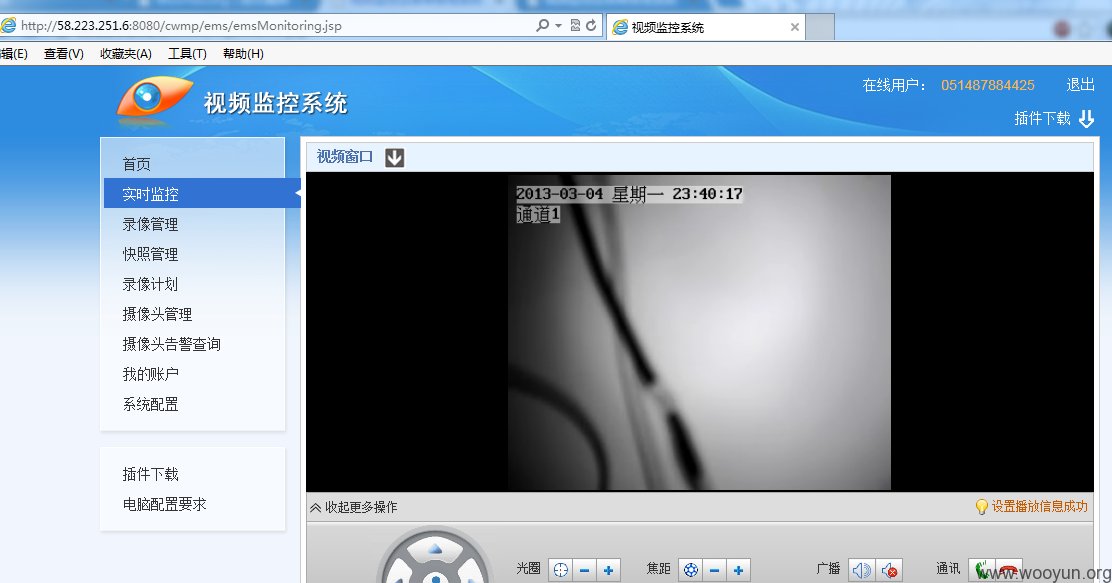 http://58.223.251.6:8080/cwmp/ems/emsMonitoring.jsp
视频监控系统
辑(E) 查看(V) 收藏夹(A) 工具(T) 帮助(H)
视频监控系统
在线用户： 051487884425 退出
插件下载
首页
实时监控
录像管理
快照管理
录像计划
摄像头管理
摄像头告警查询
我的账户
系统配置
插件下载
电脑配置要求
视频窗口
2013-03-04 星期一 23:40:17
通道1
收起更多操作
设置播放信息成功
光圈 焦距 广播 通讯
www.wooyun.org